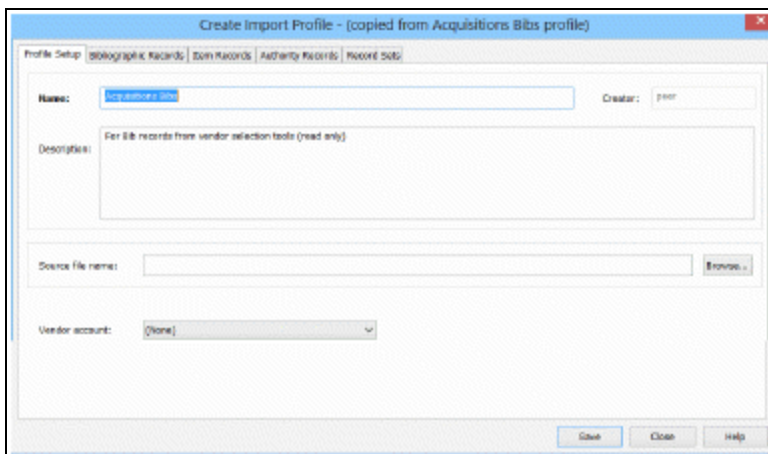 Create Import Profile - (copied from Acquisitions Bibs profile)
Profile Setup Bibliographic Records Item Records Authority Records Record Sets
Name: Acquisitions Bibs Creator: peer
Description: For Bib records from vendor selection tools (read only)
Source file name: Browse...
Vendor account: (None)
Save Close Help